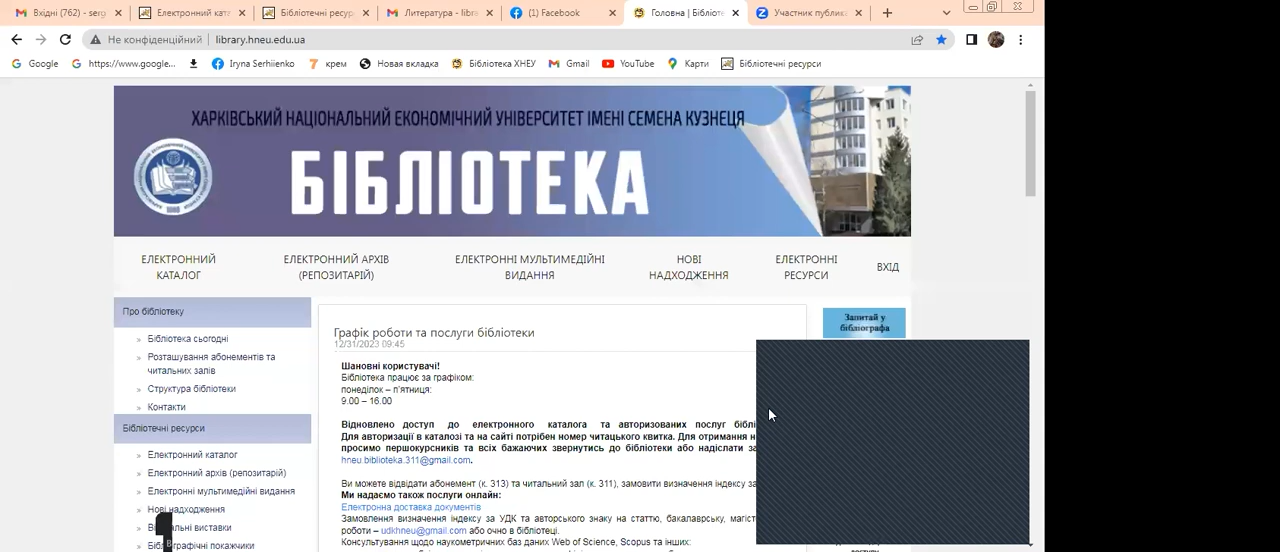 Вхідні (762) - serg
Електронний кат
Бібліотечні ресур
Литература - libra
(1) Facebook
Головна | Бібліоте
Участник публик
Не конфіденційний
library.hneu.edu.ua
Google
https://www.google...
Iryna Serhiienko
крем
Новая вкладка
Бібліотека ХНЕУ
Gmail
YouTube
Карти
Бібліотечні ресурси
ХАРКІВСЬКИЙ НАЦІОНАЛЬНИЙ ЕКОНОМІЧНИЙ УНІВЕРСИТЕТ ІМЕНІ СЕМЕНА КУЗНЕЦЯ
БІБЛІОТЕКА
ЕЛЕКТРОННИЙ КАТАЛОГ
ЕЛЕКТРОННИЙ АРХІВ (РЕПОЗИТАРІЙ)
ЕЛЕКТРОННІ МУЛЬТИМЕДІЙНІ ВИДАННЯ
НОВІ НАДХОДЖЕННЯ
ЕЛЕКТРОННІ РЕСУРСИ
ВХІД
Про бібліотеку
» Бібліотека сьогодні
» Розташування абонементів та
читальних залів
» Структура бібліотеки
» Контакти
Бібліотечні ресурси
» Електронний каталог
» Електронний архів (репозитарій)
» Електронні мультимедійні видання
» Нові надходження
виставки
покажчики
Графік роботи та послуги бібліотеки
12/31/2023 09:45
Шановні користувачі!
Бібліотека працює за графіком:
понеділок – п'ятниця:
9.00 – 16.00
Відновлено доступ до електронного каталога та авторизованих послуг біблі
Для авторизації в каталозі та на сайті потрібен номер читацького квитка. Для отримання н
просимо першокурсників та всіх бажаючих звернутись до бібліотеки або надіслати за
hneu.biblioteka.311@gmail.com.
Ви можете відвідати абонемент (к. 313) та читальний зал (к. 311), замовити визначення індексу за
Ми надаємо також послуги онлайн:
Електронна доставка документів
Замовлення визначення індексу за УДК та авторського знаку на статтю, бакалаврську, магіст
роботи – udkhneu@gmail.com або очно в бібліотеці.
Консультування щодо наукометричних баз даних Web of Science, Scopus та інших:
Запитай у
бібліографа